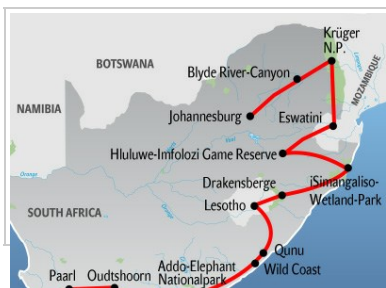 Krüger
N.P.
BOTSWANA
Blyde River-Canyon
MOZAMBIQUE
NAMIBIA
Johannesburg
Eswatini
Hluluwe-Imfolozi Game Reserve
Drakensberge
iSimangaliso-
Wetland-Park
Lesotho
SOUTH AFRICA
Qunu
Wild Coast
Addo-Elephant
Nationalpark
Paarl
Oudtshoorn
Oranje